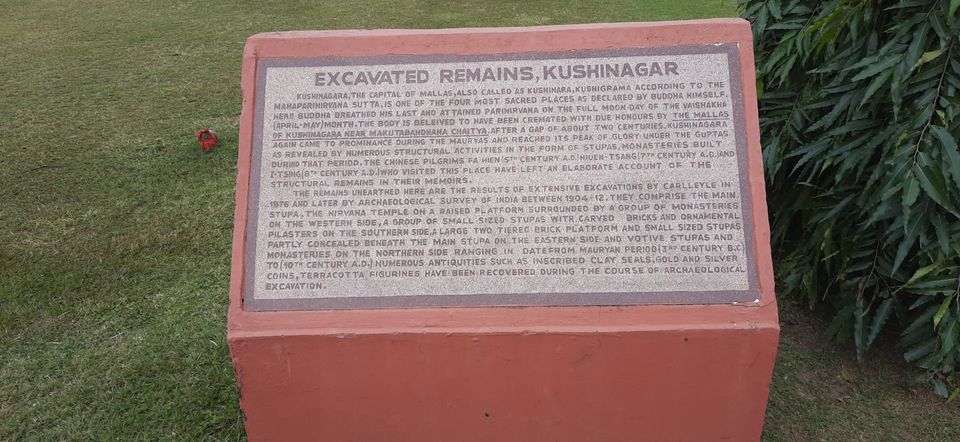 EXCAVATED REMAINS, KUSHINAGAR
KUSHINAGARA, THE CAPITAL OF MALLAS, ALSO CALLED AS KUSHINARA, KUSHIGRAMA ACCORDING TO THE
MAHAPARINIRVANA SUTTA, IS ONE OF THE FOUR MOST SACRED PLACES AS DECLARED BY BUDDHA HIMSELF.
HERE BUDDHA BREATHED HIS LAST AND ATTAINED PARINIRVANA ON THE FULL MOON-DAY OF THE VAISHAKHA
(APRIL-MAY) MONTH. THE BODY IS BELEIVED TO HAVE BEEN CREMATED WITH DUE HONOURS BY THE MALLAS
OF KUSHINAGARA NEAR MAKUTABANDHANA CHAITYA. AFTER A GAP OF ABOUT TWO CENTURIES, KUSHINAGARA
AGAIN CAME TO PROMINANCE DURING THE MAURYAS AND REACHED ITS PEAK OF GLORY UNDER THE GUPTAS
AS REVEALED BY NUMEROUS STRUCTURAL ACTIVITIES IN THE FORM OF STUPAS, MONASTERIES BUILT
DURIND THAT PERIOD. THE CHINESE PILGRIMS FA HIEN (5TH CENTURY A.D.) HIUEN-TSANG (7TH CENTURY A.D.) AND
I-TSING (8TH CENTURY A.D.) WHO VISITED THIS PLACE HAVE LEFT AN ELABORATE ACCOUNT OF THE
STRUCTURAL REMAINS IN THEIR MEMOIRS.
THE REMAINS UNEARTHED HERE ARE THE RESULTS OF EXTENSIVE EXCAVATIONS BY CARLLEYLE IN
1876 AND LATER BY ARCHAEOLOGICAL SURVEY OF INDIA BETWEEN 1904-12. THEY COMPRISE THE MAIN
STUPA, THE NIRVANA TEMPLE ON A RAISED PLATFORM SURROUNDED BY A GROUP OF MONASTERIES
ON THE WESTERN SIDE, A GROUP OF SMALL SIZED STUPAS WITH CARVED BRICKS AND ORNAMENTAL
PILASTERS ON THE SOUTHERN SIDE, A LARGE TWO TIERED BRICK PLATFORM AND SMALL SIZED STUPAS
PARTLY CONCEALED BENEATH THE MAIN STUPA ON THE EASTERN SIDE AND VOTIVE STUPAS AND
MONASTERIES ON THE NORTHERN SIDE RANGING IN DATE FROM MAURYAN PERIOD (3RD CENTURY B.C)
TO (10TH CENTURY A.D.) NUMEROUS ANTIQUITIES SUCH AS INSCRIBED CLAY SEALS, GOLD AND SILVER
COINS, TERRACOTTA FIGURINES HAVE BEEN RECOVERED DURING THE COURSE OF ARCHAEOLOGICAL
EXCAVATION.